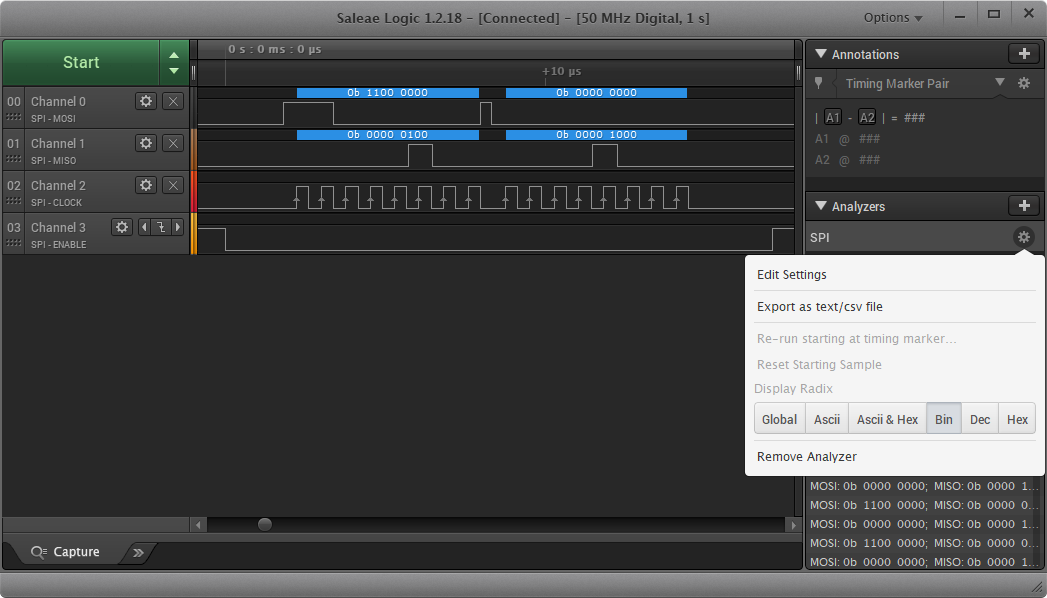 Saleae Logic 1.2.18 - [Connected] - [50 MHz Digital, 1 s]
Options
Start
0 s : 0 ms : 0 µs
+10 µs
00 Channel 0
SPI - MOSI
0b 1100 0000 0b 0000 0000
01 Channel 1
SPI - MISO
0b 0000 0100 0b 0000 1000
02 Channel 2
SPI - CLOCK
03 Channel 3
SPI - ENABLE
Capture
Annotations
Timing Marker Pair
| A1 - A2 | = ###
A1 @ ###
A2 @ ###
Analyzers
SPI
Edit Settings
Export as text/csv file
Re-run starting at timing marker...
Reset Starting Sample
Display Radix
Global Ascii Ascii & Hex Bin Dec Hex
Remove Analyzer
MOSI: 0b 0000 0000; MISO: 0b 0000 1...
MOSI: 0b 1100 0000; MISO: 0b 0000 0...
MOSI: 0b 0000 0000; MISO: 0b 0000 1...
MOSI: 0b 1100 0000; MISO: 0b 0000 0...
MOSI: 0b 0000 0000; MISO: 0b 0000 1...